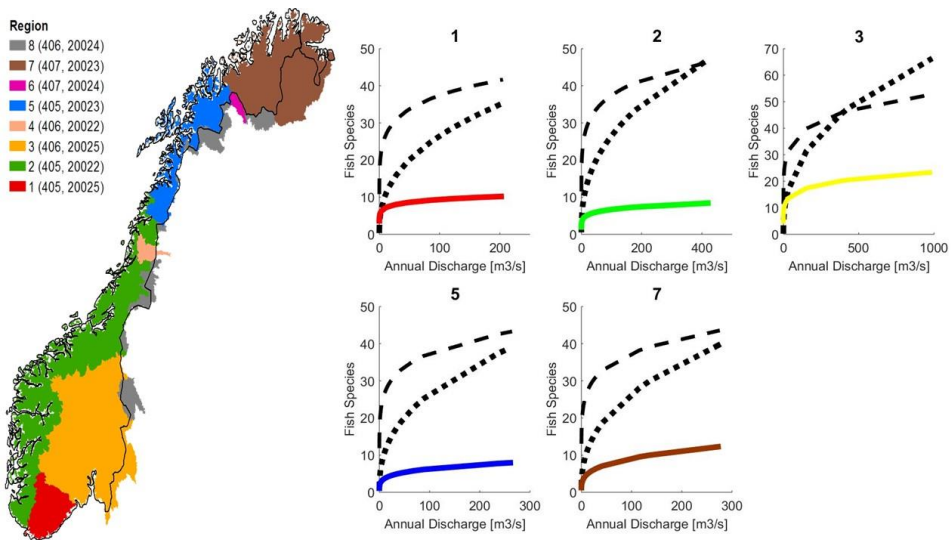 Region
8 (406, 20024)
7 (407, 20023)
6 (407, 20024)
5 (405, 20023)
4 (406, 20022)
3 (406, 20025)
2 (405, 20022)
1 (405, 20025)
1
50
40
30
20
10
0
Fish Species
0 100 200 300
Annual Discharge [m3/s]
2
50
40
30
20
10
0
Fish Species
0 200 400
Annual Discharge [m3/s]
3
70
60
50
40
30
20
10
0
Fish Species
0 500 1000
Annual Discharge [m3/s]
5
50
40
30
20
10
0
Fish Species
0 100 200 300
Annual Discharge [m3/s]
7
50
40
30
20
10
0
Fish Species
0 100 200 300
Annual Discharge [m3/s]